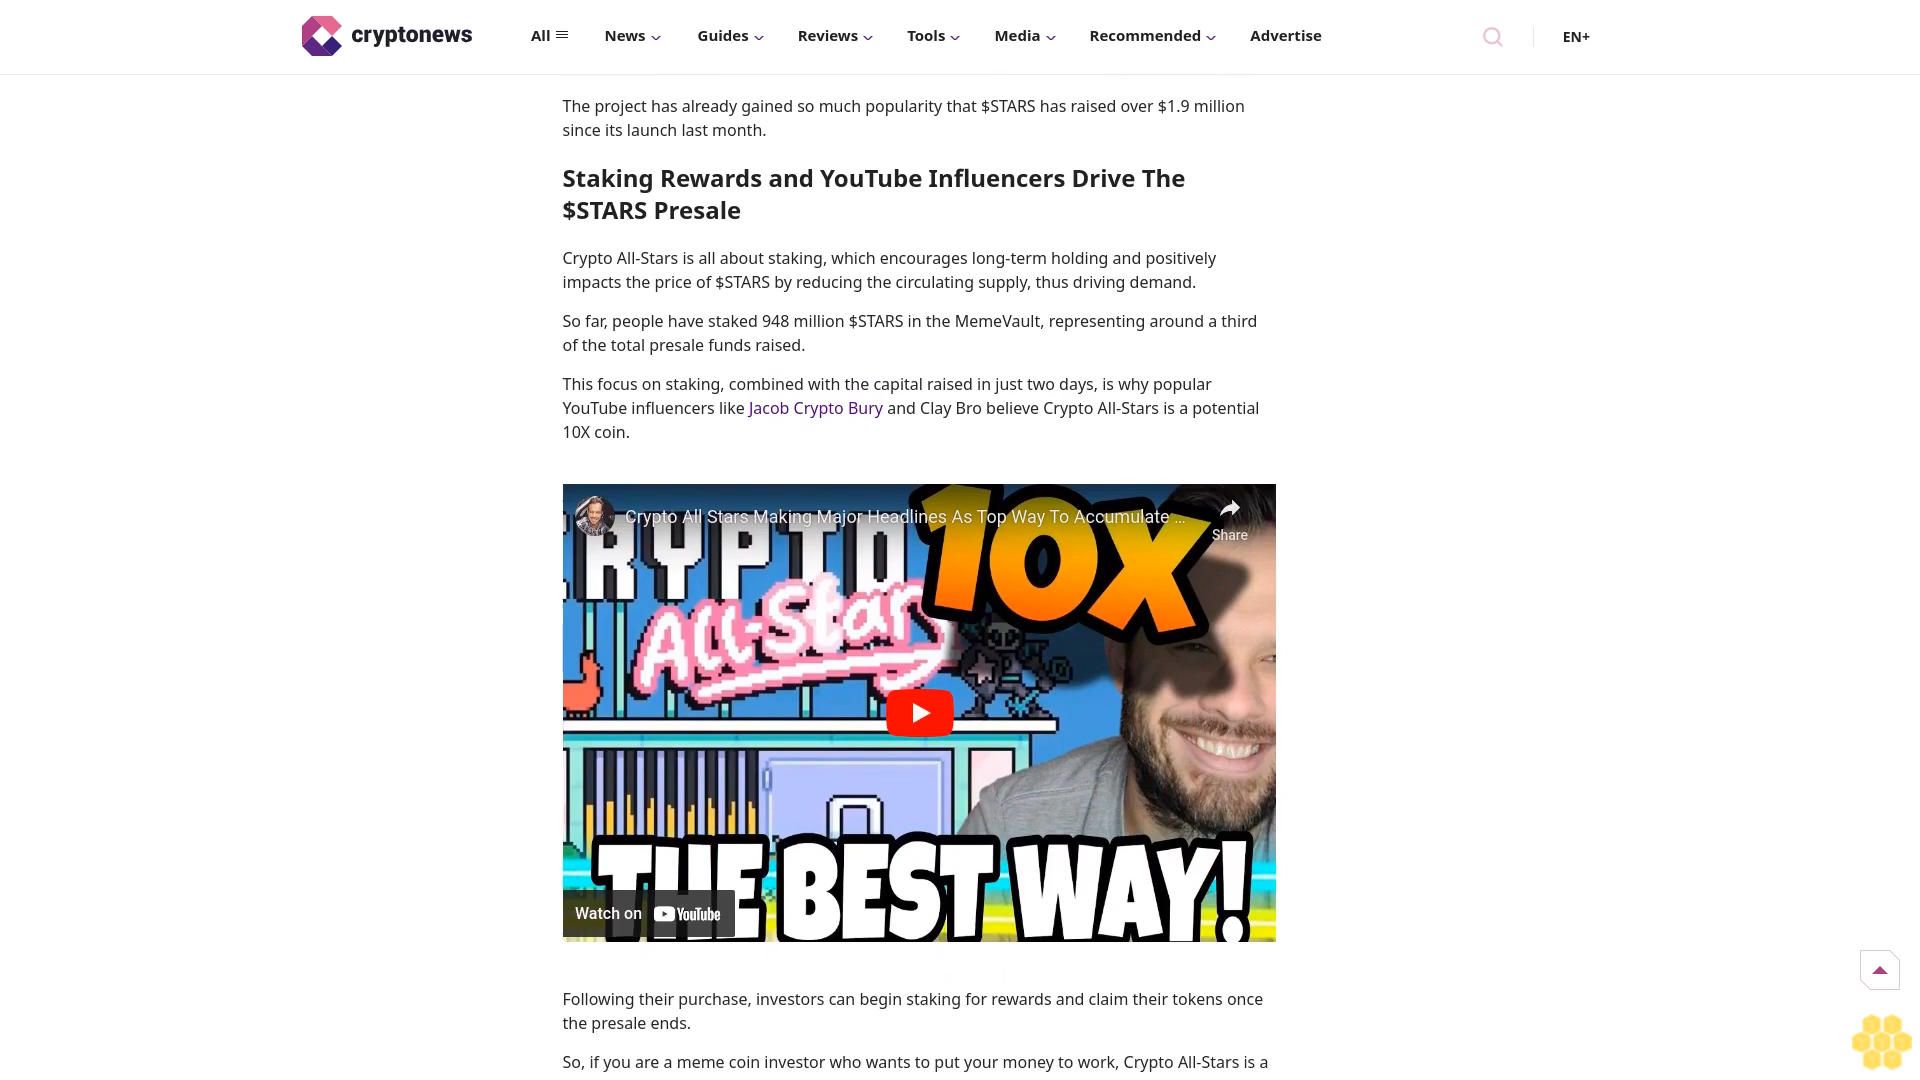 cryptonews
All
News
Guides
Reviews
Tools
Media
Recommended
Advertise
EN+
The project has already gained so much popularity that $STARS has raised over $1.9 million
since its launch last month.
Staking Rewards and YouTube Influencers Drive The
$STARS Presale
Crypto All-Stars is all about staking, which encourages long-term holding and positively
impacts the price of $STARS by reducing the circulating supply, thus driving demand.
So far, people have staked 948 million $STARS in the MemeVault, representing around a third
of the total presale funds raised.
This focus on staking, combined with the capital raised in just two days, is why popular
YouTube influencers like Jacob Crypto Bury and Clay Bro believe Crypto All-Stars is a potential
10X coin.
Crypto All Stars Making Major Headlines As Top Way To Accumulate ...
Share
CRYPTO
10X
All-Stars
THE BEST WAY!
Watch on YouTube
Following their purchase, investors can begin staking for rewards and claim their tokens once
the presale ends.
So, if you are a meme coin investor who wants to put your money to work, Crypto All-Stars is a